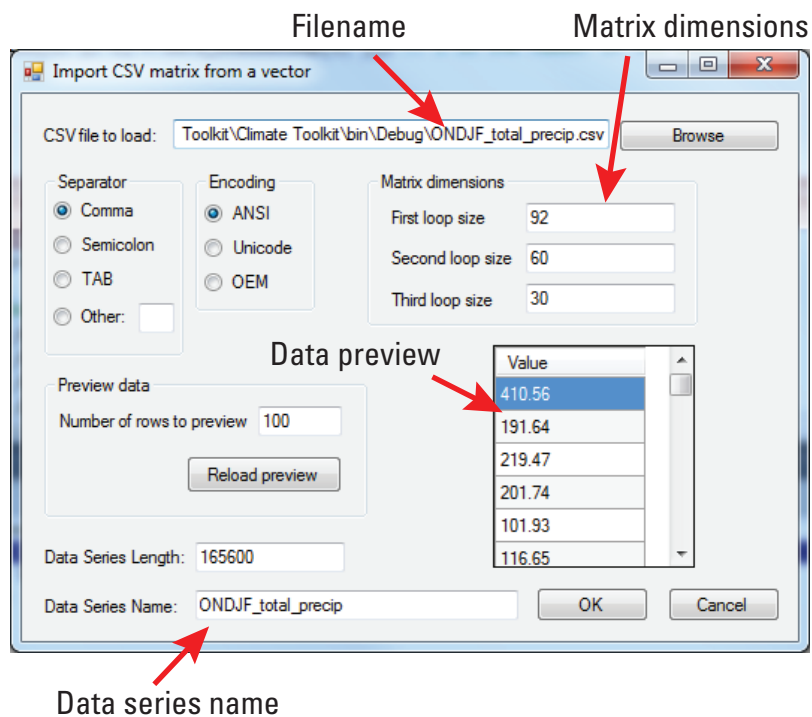 Filename
Matrix dimensions
Import CSV matrix from a vector
CSV file to load:
Toolkit\Climate Toolkit\bin\Debug\ONDJF_total_precip.csv
Browse
Separator
Comma
Semicolon
TAB
Other:
Encoding
ANSI
Unicode
OEM
Matrix dimensions
First loop size
92
Second loop size
60
Third loop size
30
Data preview
Value
410.56
191.64
219.47
201.74
101.93
116.65
Preview data
Number of rows to preview
100
Reload preview
Data Series Length:
165600
Data Series Name:
ONDJF_total_precip
OK
Cancel
Data series name